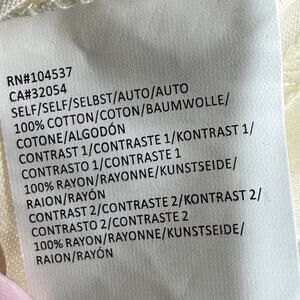 RN#104537
CA#32054
SELF/SELF/SELBST/AUTO/AUTO
100% COTTON/COTON/BAUMWOLLE/
COTONE/ALGODÓN
CONTRAST 1/CONTRASTE 1/KONTRAST 1/
CONTRASTO 1/CONTRASTE 1
100% RAYON/RAYONNE/KUNSTSEIDE/
RAION/RAYÓN
CONTRAST 2/CONTRASTE 2/KONTRAST 2/
CONTRASTO 2/CONTRASTE 2
100% RAYON/RAYONNE/KUNSTSEIDE/
RAION/RAYÓN